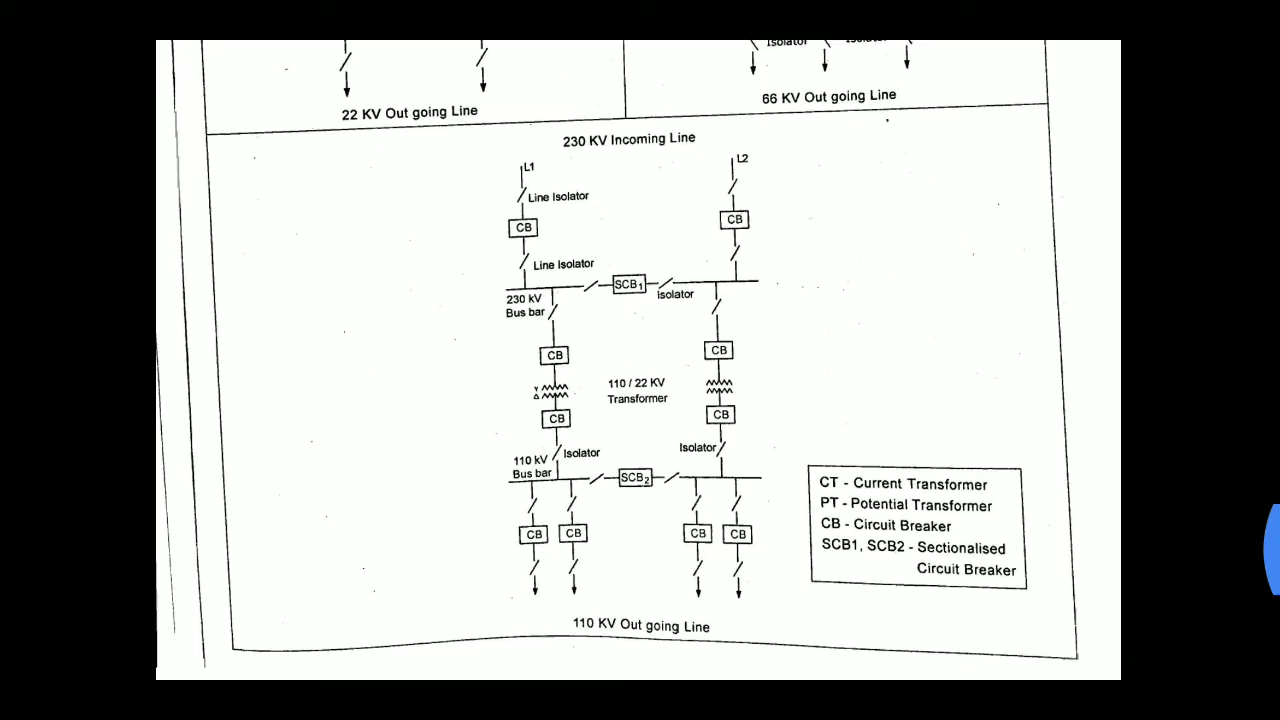 Isolator
22 KV Out going Line
66 KV Out going Line
230 KV Incoming Line
L1
L2
Line Isolator
CB
CB
Line Isolator
SCB1
Isolator
230 kV
Bus bar
CB
CB
110 / 22 KV
Transformer
Y
Δ
CB
CB
Isolator
Isolator
110 kV
Bus bar
SCB2
CB
CB
CB
CB
110 KV Out going Line
CT - Current Transformer
PT - Potential Transformer
CB - Circuit Breaker
SCB1, SCB2 - Sectionalised
Circuit Breaker